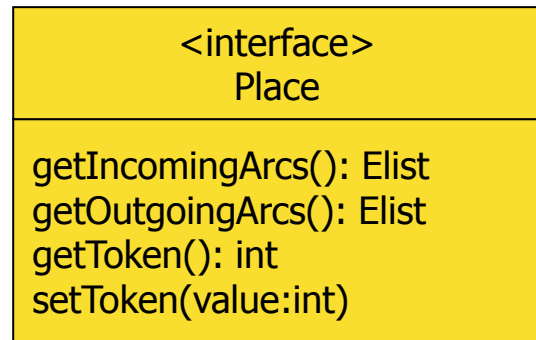 <interface>
Place
getIncomingArcs(): Elist
getOutgoingArcs(): Elist
getToken(): int
setToken(value:int)